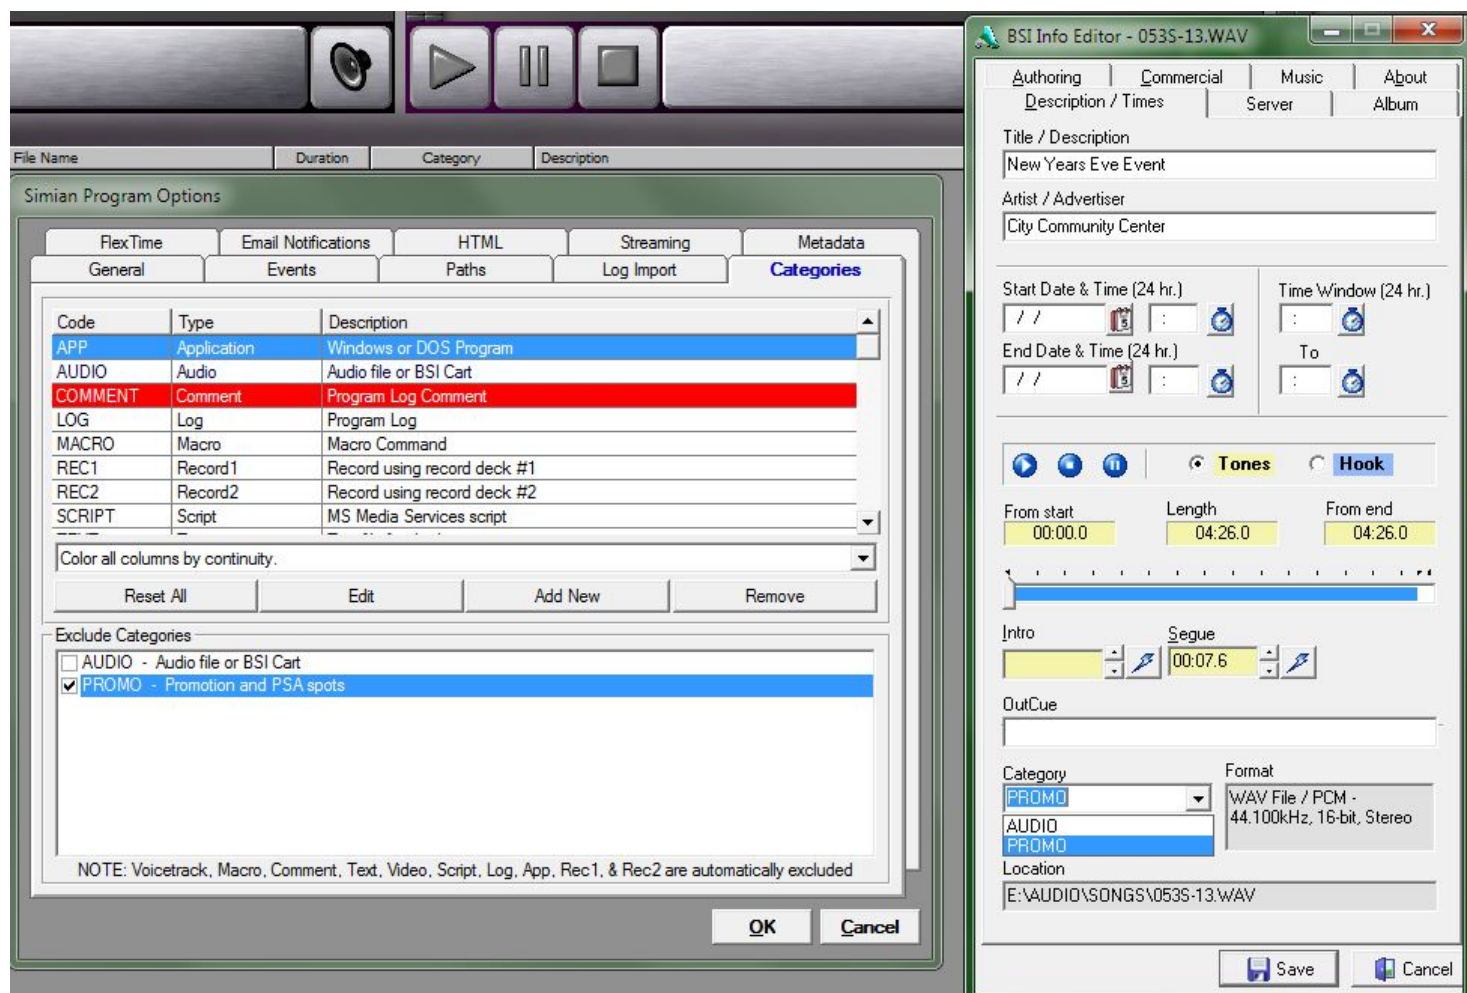 File Name Duration Category Description
Simian Program Options
FlexTime Email Notifications HTML Streaming Metadata
General Events Paths Log Import Categories
Code Type Description
APP Application Windows or DOS Program
AUDIO Audio Audio file or BSI Cart
COMMENT Comment Program Log Comment
LOG Log Program Log
MACRO Macro Macro Command
REC1 Record1 Record using record deck #1
REC2 Record2 Record using record deck #2
SCRIPT Script MS Media Services script
Color all columns by continuity.
Reset All Edit Add New Remove
Exclude Categories
AUDIO - Audio file or BSI Cart
PROMO - Promotion and PSA spots
NOTE: Voicetrack, Macro, Comment, Text, Video, Script, Log, App, Rec1, & Rec2 are automatically excluded
OK Cancel
BSI Info Editor - 053S-13.WAV
Authoring Commercial Music About
Description / Times Server Album
Title / Description
New Years Eve Event
Artist / Advertiser
City Community Center
Start Date & Time (24 hr.) Time Window (24 hr.)
/ / 5 : :
End Date & Time (24 hr.) To
/ / 5 : :
Tones Hook
From start Length From end
00:00.0 04:26.0 04:26.0
Intro Segue
00:07.6
OutCue
Category Format
PROMO WAV File / PCM -
AUDIO 44.100kHz, 16-bit, Stereo
PROMO
Location
E:\AUDIO\SONGS\053S-13.WAV
Save Cancel